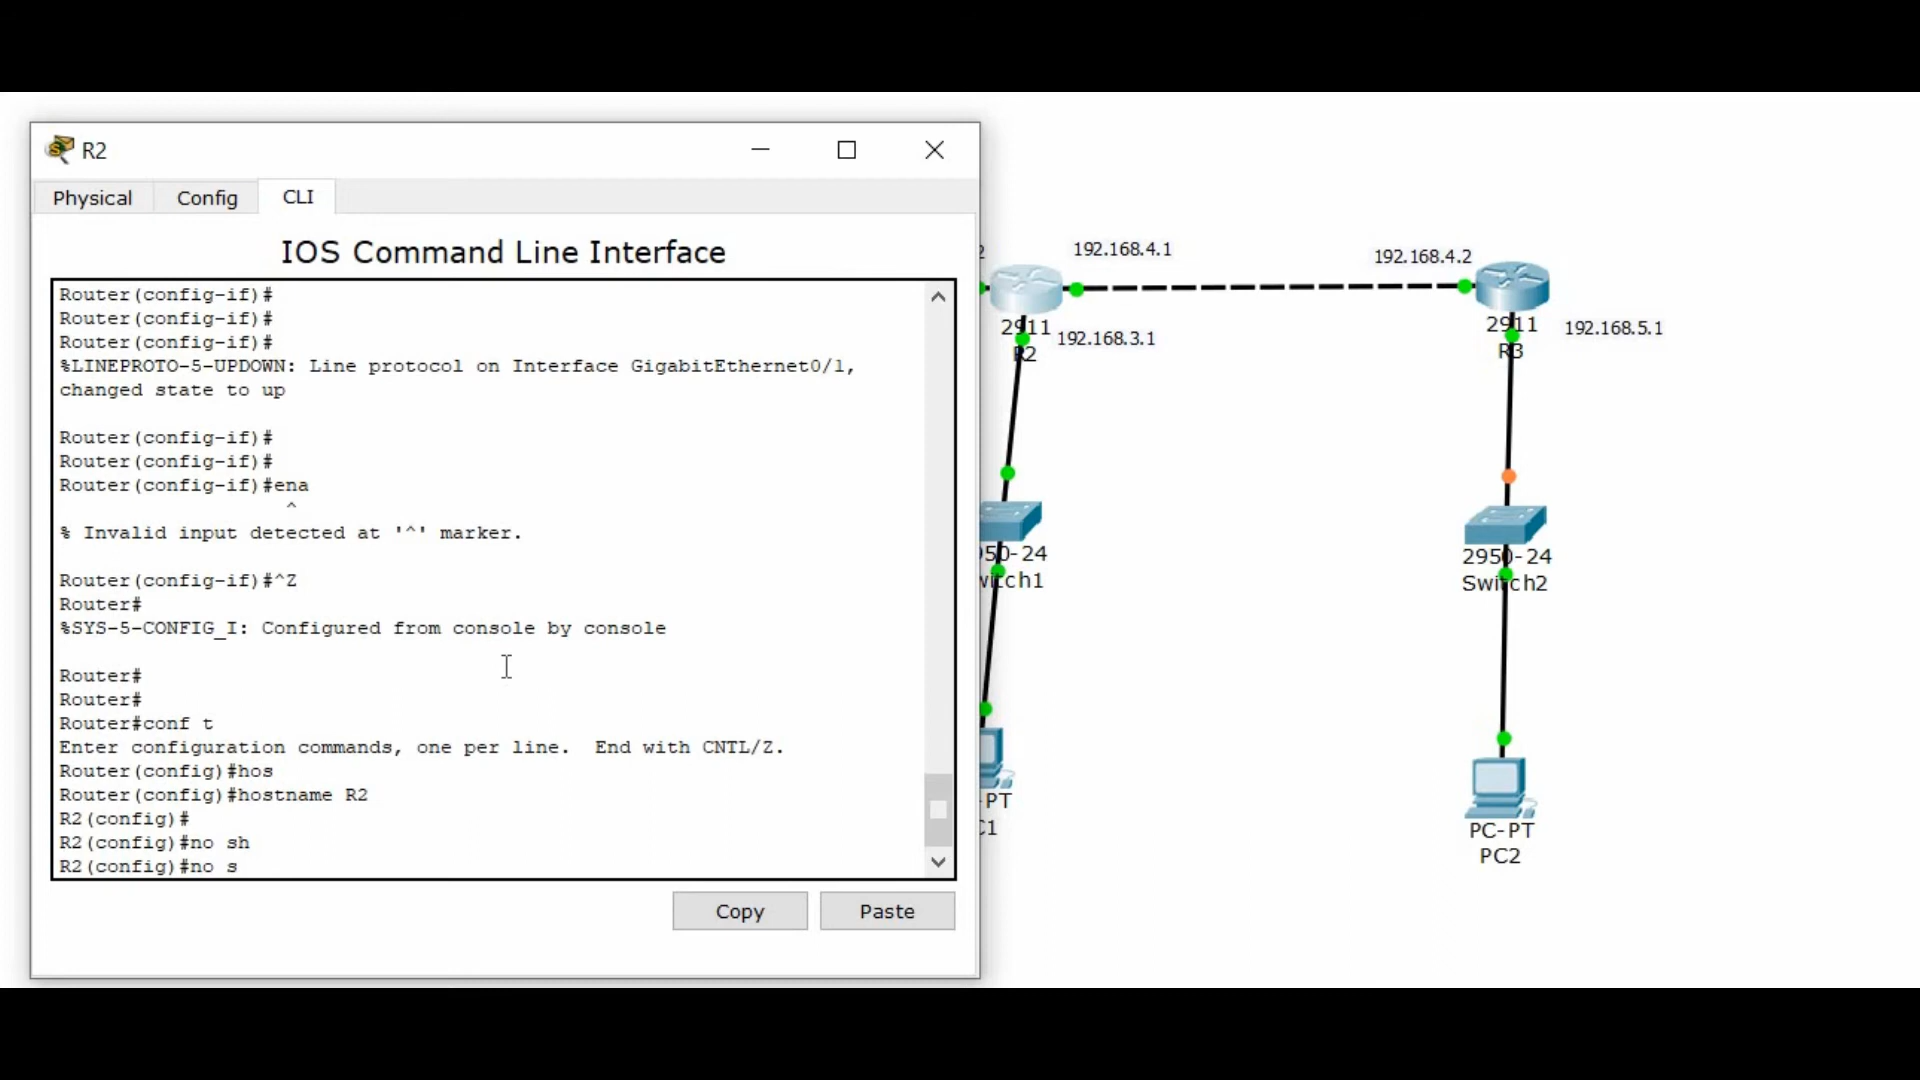 R2
Physical
Config
CLI
IOS Command Line Interface
Router(config-if)#
Router(config-if)#
Router(config-if)#
%LINEPROTO-5-UPDOWN: Line protocol on Interface GigabitEthernet0/1,
changed state to up
Router(config-if)#
Router(config-if)#
Router(config-if)#ena
^
% Invalid input detected at '^' marker.
Router(config-if)#^Z
Router#
%SYS-5-CONFIG_I: Configured from console by console
Router#
Router#
Router#conf t
Enter configuration commands, one per line.  End with CNTL/Z.
Router(config)#hos
Router(config)#hostname R2
R2(config)#
R2(config)#no sh
R2(config)#no s
Copy
Paste
2
192.168.4.1
192.168.4.2
2911
R2
192.168.3.1
2911
R3
192.168.5.1
50-24
witch1
2950-24
Switch2
-PT
C1
PC-PT
PC2